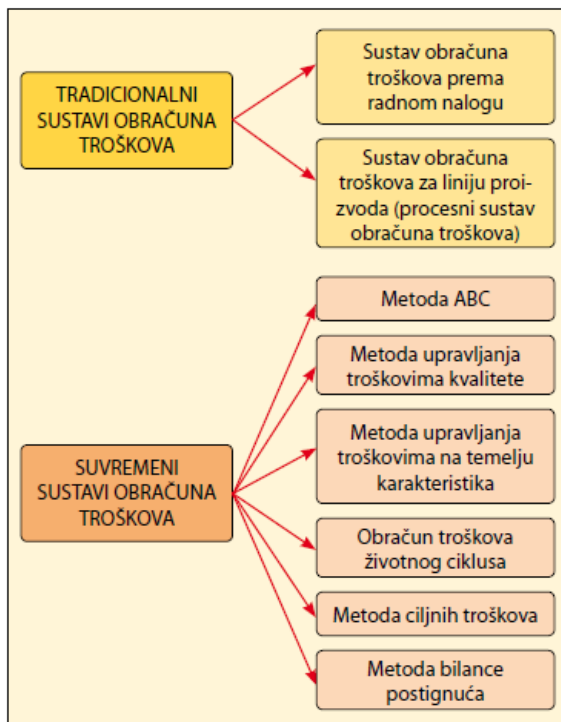 TRADICIONALNI
SUSTAVI OBRAČUNA
TROŠKOVA
Sustav obračuna
troškova prema
radnom nalogu
Sustav obračuna
troškova za liniju proi-
zvoda (procesni sustav
obračuna troškova)
SUVREMENI
SUSTAVI OBRAČUNA
TROŠKOVA
Metoda ABC
Metoda upravljanja
troškovima kvalitete
Metoda upravljanja
troškovima na temelju
karakteristika
Obračun troškova
životnog ciklusa
Metoda ciljnih troškova
Metoda bilance
postignuća